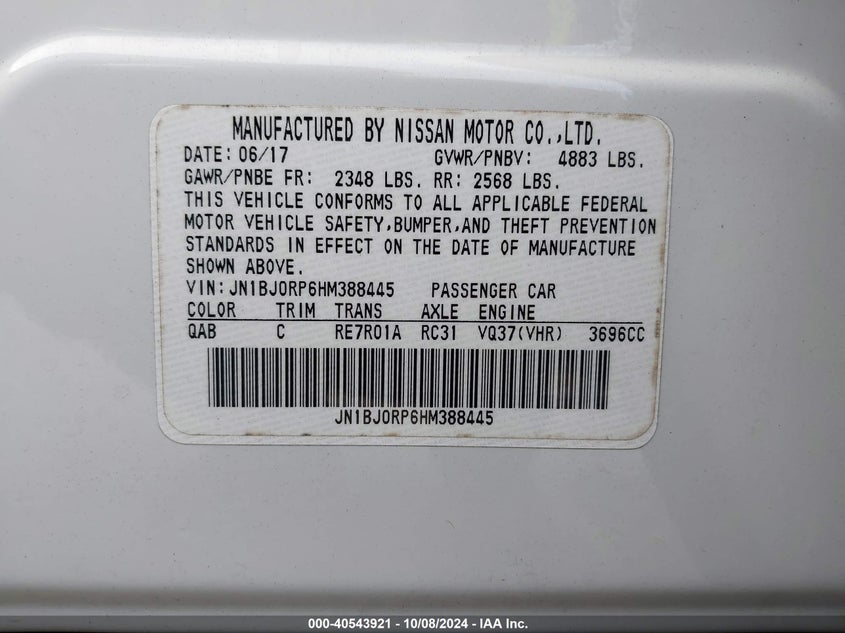 MANUFACTURED BY NISSAN MOTOR CO.,LTD.
DATE: 06/17 GVWR/PNBV: 4883 LBS.
GAWR/PNBE FR: 2348 LBS. RR: 2568 LBS.
THIS VEHICLE CONFORMS TO ALL APPLICABLE FEDERAL
MOTOR VEHICLE SAFETY,BUMPER,AND THEFT PREVENTION
STANDARDS IN EFFECT ON THE DATE OF MANUFACTURE
SHOWN ABOVE.
VIN: JN1BJ0RP6HM388445 PASSENGER CAR
COLOR TRIM TRANS AXLE ENGINE
QAB C RE7R01A RC31 VQ37(VHR) 3696CC
JN1BJ0RP6HM388445
000-40543921 - 10/08/2024 - IAA Inc.